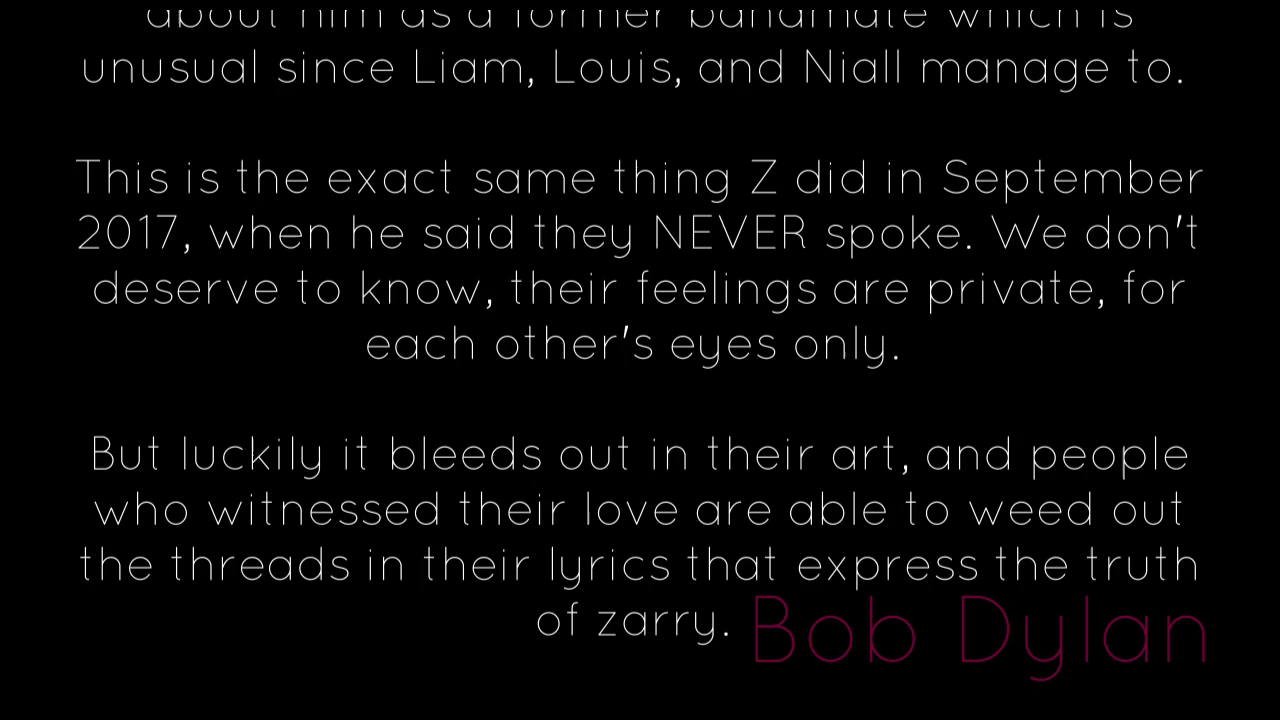 about him as a former bandmate which is
unusual since Liam, Louis, and Niall manage to.
This is the exact same thing Z did in September
2017, when he said they NEVER spoke. We don't
deserve to know, their feelings are private, for
each other's eyes only.
But luckily it bleeds out in their art, and people
who witnessed their love are able to weed out
the threads in their lyrics that express the truth
of zarry.
Bob Dylan